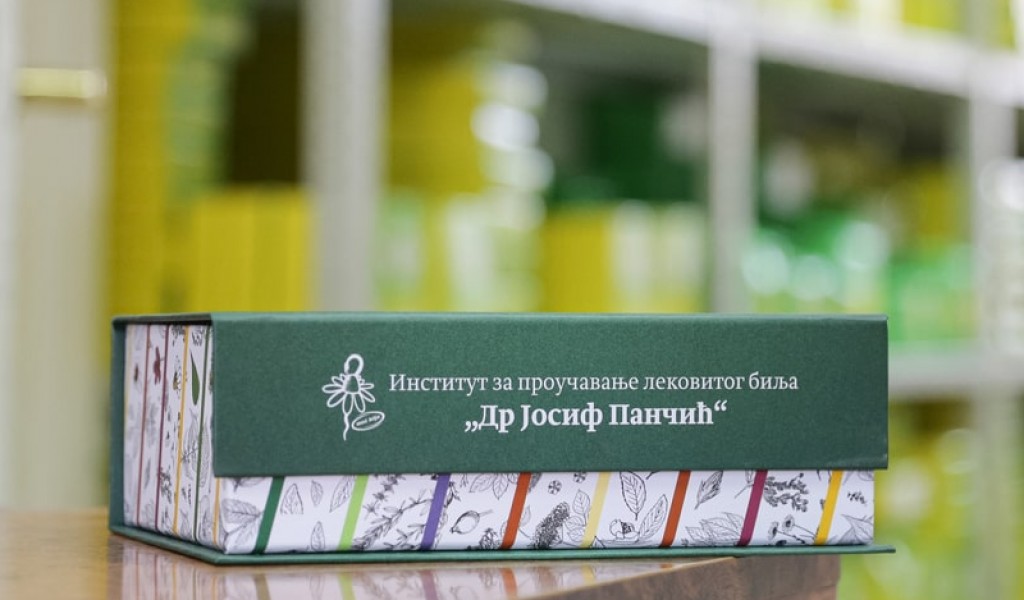 Институт за проучавање лековитог биља
„Др Јосиф Панчић“